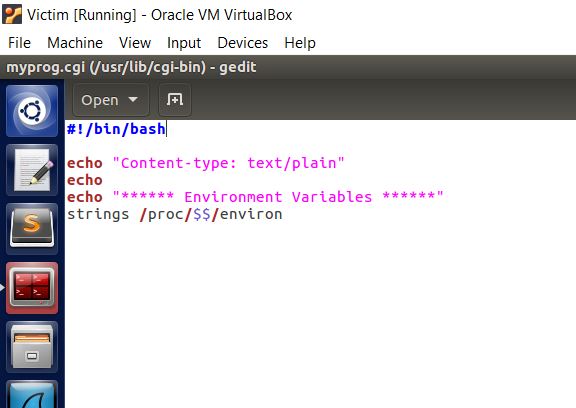 Victim [Running] - Oracle VM VirtualBox
File Machine View Input Devices Help
myprog.cgi (/usr/lib/cgi-bin) - gedit
Open
#!/bin/bash
echo "Content-type: text/plain"
echo
echo "****** Environment Variables ******"
strings /proc/$$/environ
S